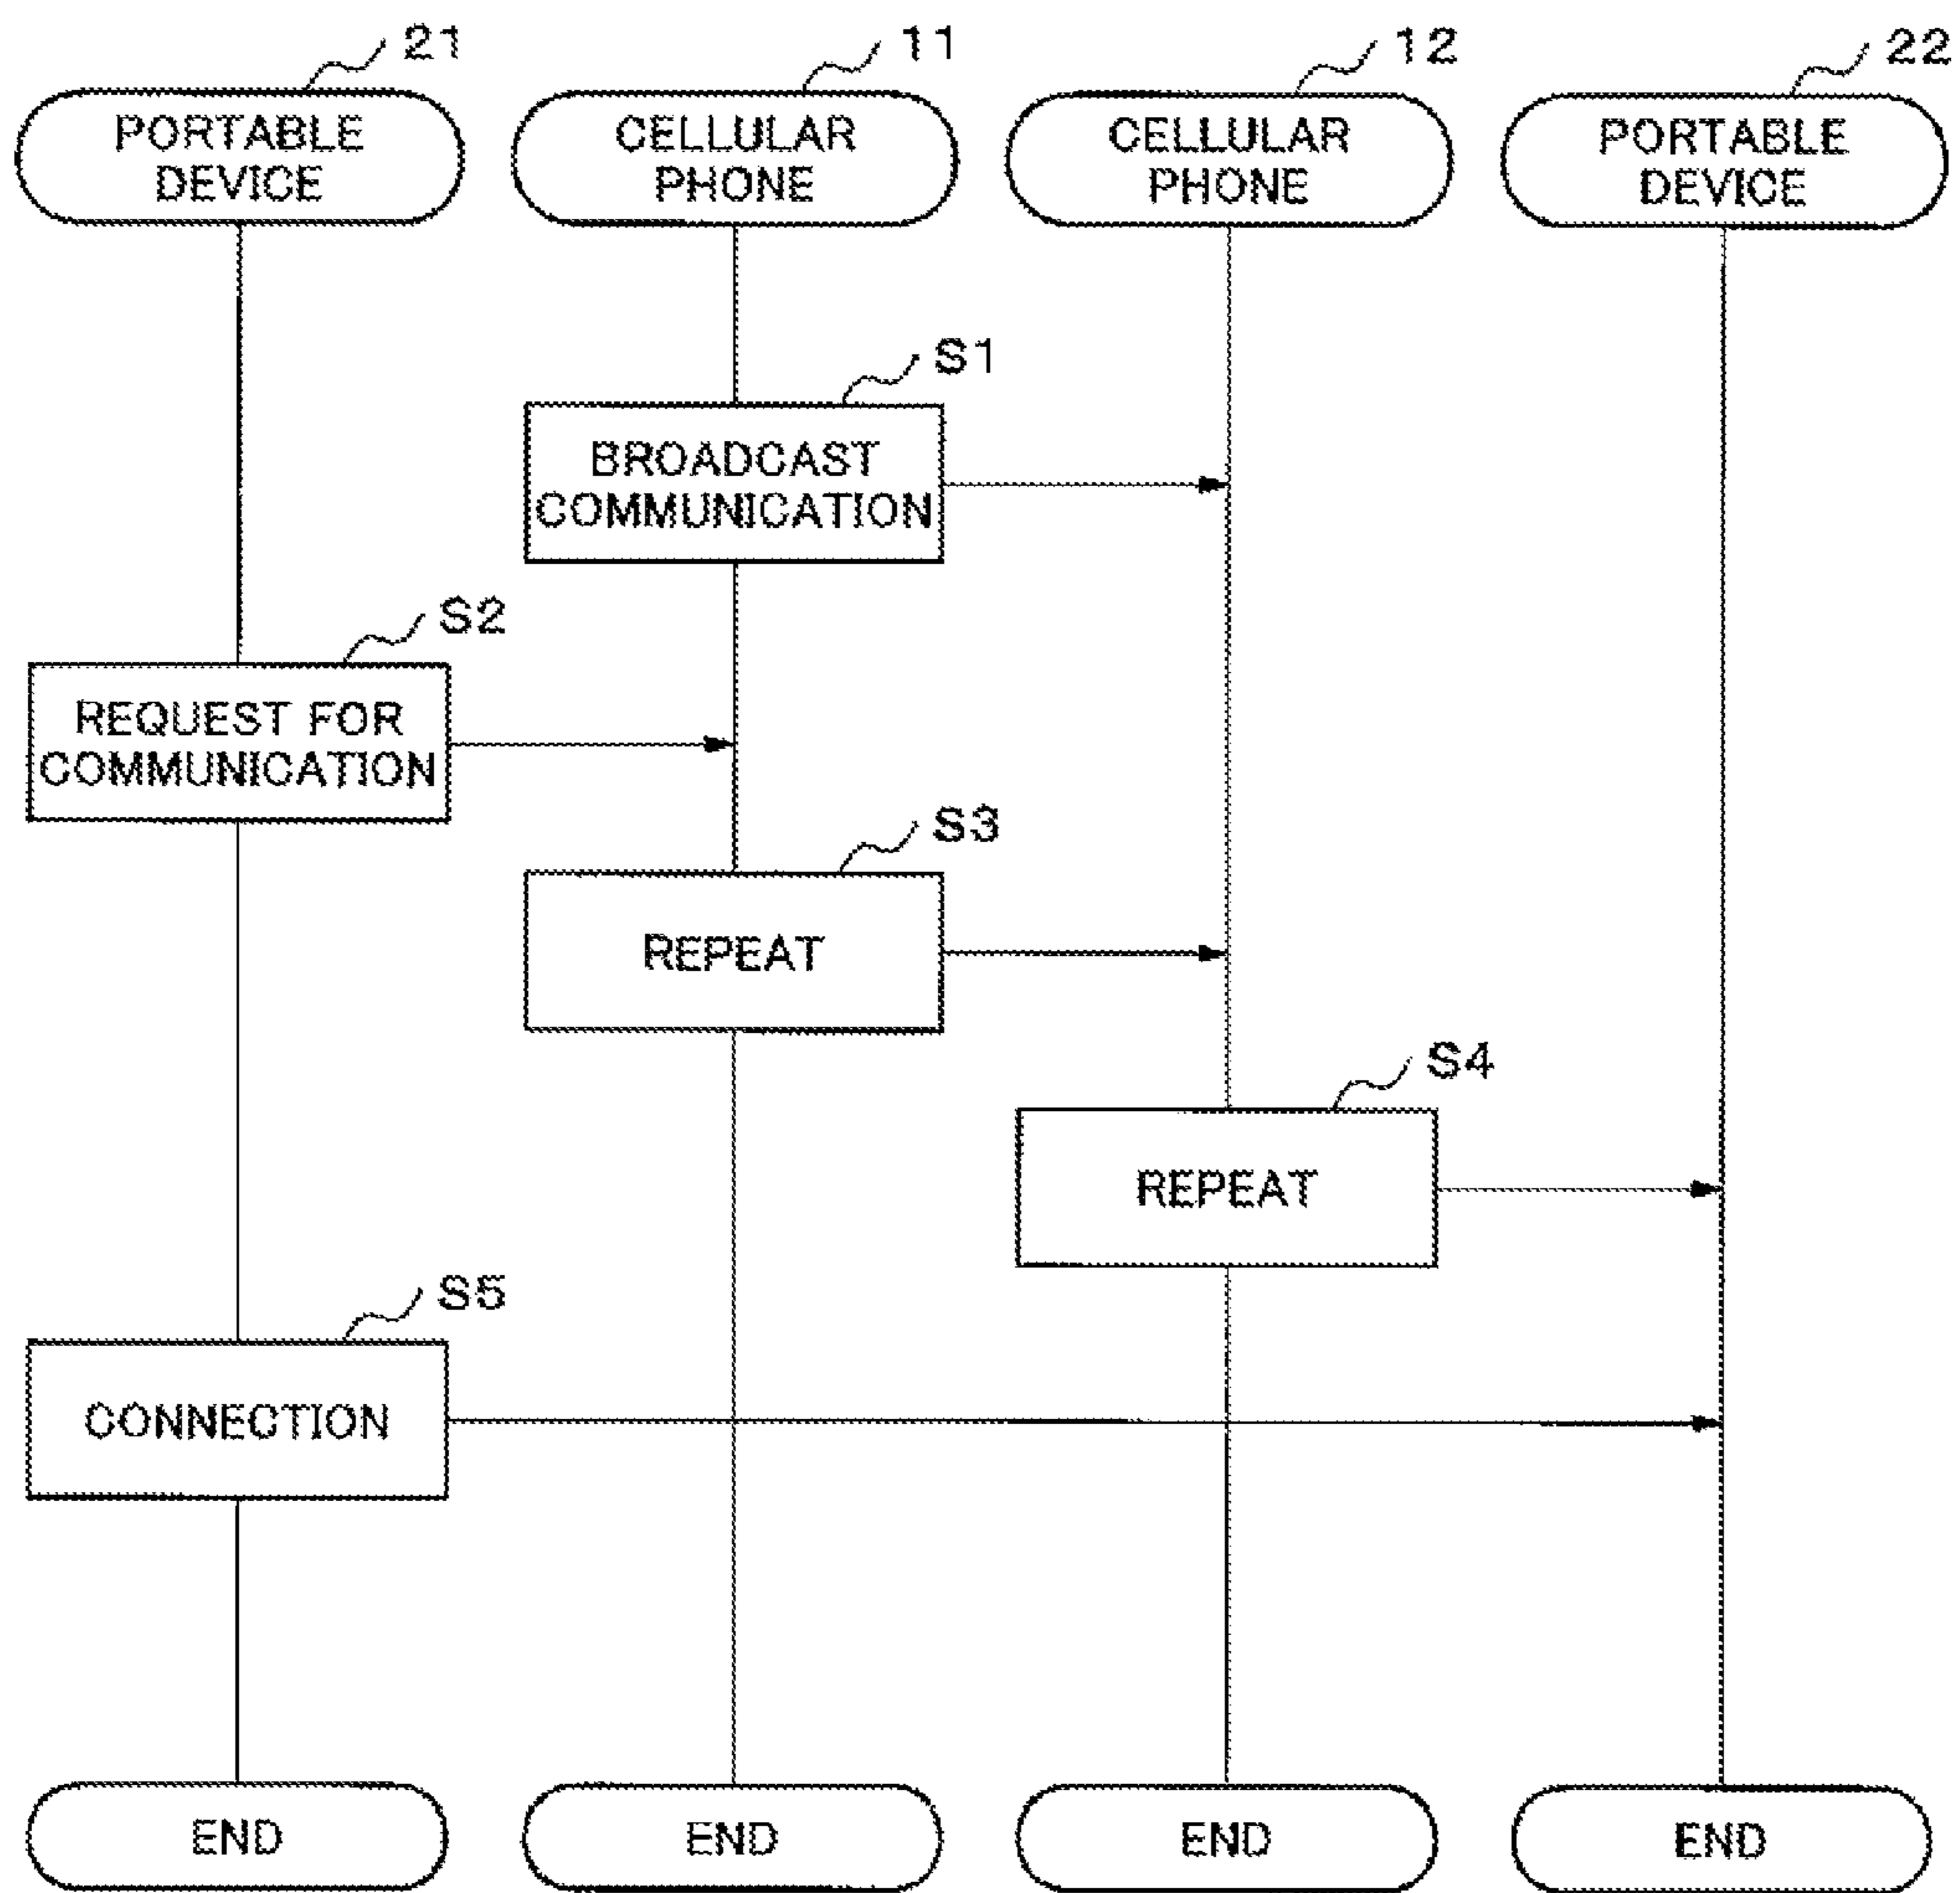 21
11
12
22
PORTABLE
DEVICE
CELLULAR
PHONE
CELLULAR
PHONE
PORTABLE
DEVICE
S1
BROADCAST
COMMUNICATION
S2
REQUEST FOR
COMMUNICATION
S3
REPEAT
S4
REPEAT
S5
CONNECTION
END
END
END
END